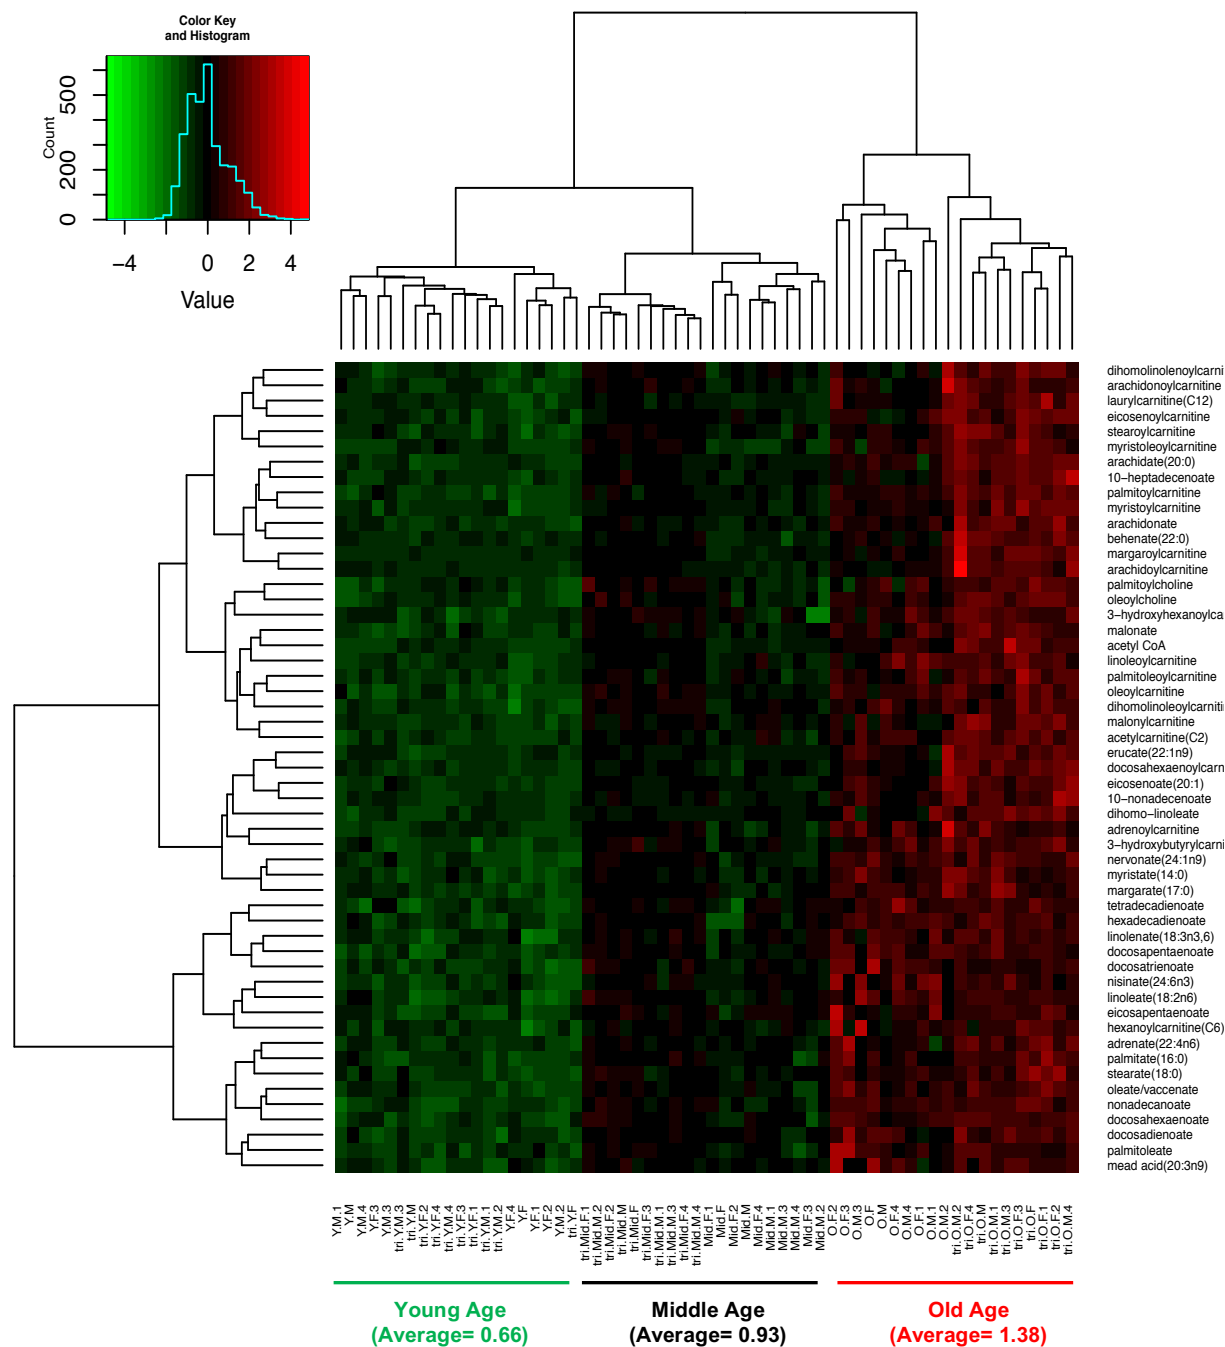 Color Key
and Histogram
Count
0
200
500
−4
0
2
4
Value
dihomolinolenoylcarni
arachidonoylcarnitine
laurylcarnitine(C12)
eicosenoylcarnitine
stearoylcarnitine
myristoleoylcarnitine
arachidate(20:0)
10−heptadecenoate
palmitoylcarnitine
myristoylcarnitine
arachidonate
behenate(22:0)
margaroylcarnitine
arachidoylcarnitine
palmitoylcholine
oleoylcholine
3−hydroxyhexanoylca
malonate
acetyl CoA
linoleoylcarnitine
palmitoleoylcarnitine
oleoylcarnitine
dihomolinoleoylcarniti
malonylcarnitine
acetylcarnitine(C2)
erucate(22:1n9)
docosahexaenoylcarn
eicosenoate(20:1)
10−nonadecenoate
dihomo−linoleate
adrenoylcarnitine
3−hydroxybutyrylcarni
nervonate(24:1n9)
myristate(14:0)
margarate(17:0)
tetradecadienoate
hexadecadienoate
linolenate(18:3n3,6)
docosapentaenoate
docosatrienoate
nisinate(24:6n3)
linoleate(18:2n6)
eicosapentaenoate
hexanoylcarnitine(C6)
adrenate(22:4n6)
palmitate(16:0)
stearate(18:0)
oleate/vaccenate
nonadecanoate
docosahexaenoate
docosadienoate
palmitoleate
mead acid(20:3n9)
Y.M.1
Y.M
Y.M.4
Y.F.3
Y.M.3
tri.Y.M.3
tri.Y.M
tri.Y.F.2
tri.Y.F.4
tri.Y.M.4
tri.Y.F.3
tri.Y.F.1
tri.Y.M.1
tri.Y.M.2
Y.F.4
Y.F
Y.F.1
Y.F.2
Y.M.2
tri.Y.F
tri.Mid.F.1
tri.Mid.M.2
tri.Mid.F.2
tri.Mid.M
tri.Mid.F
tri.Mid.F.3
tri.Mid.M.1
tri.Mid.M.3
tri.Mid.F.4
tri.Mid.M.4
Mid.F.1
Mid.F
Mid.F.2
Mid.M
Mid.F.4
Mid.M.1
Mid.M.3
Mid.M.4
Mid.F.3
Mid.M.2
O.F.2
O.F.3
O.M.3
O.F
O.M
O.F.4
O.M.4
O.F.1
O.M.1
O.M.2
tri.O.M.2
tri.O.F.4
tri.O.M
tri.O.M.1
tri.O.M.3
tri.O.F.3
tri.O.F
tri.O.F.1
tri.O.F.2
tri.O.M.4
Young Age
(Average= 0.66)
Middle Age
(Average= 0.93)
Old Age
(Average= 1.38)